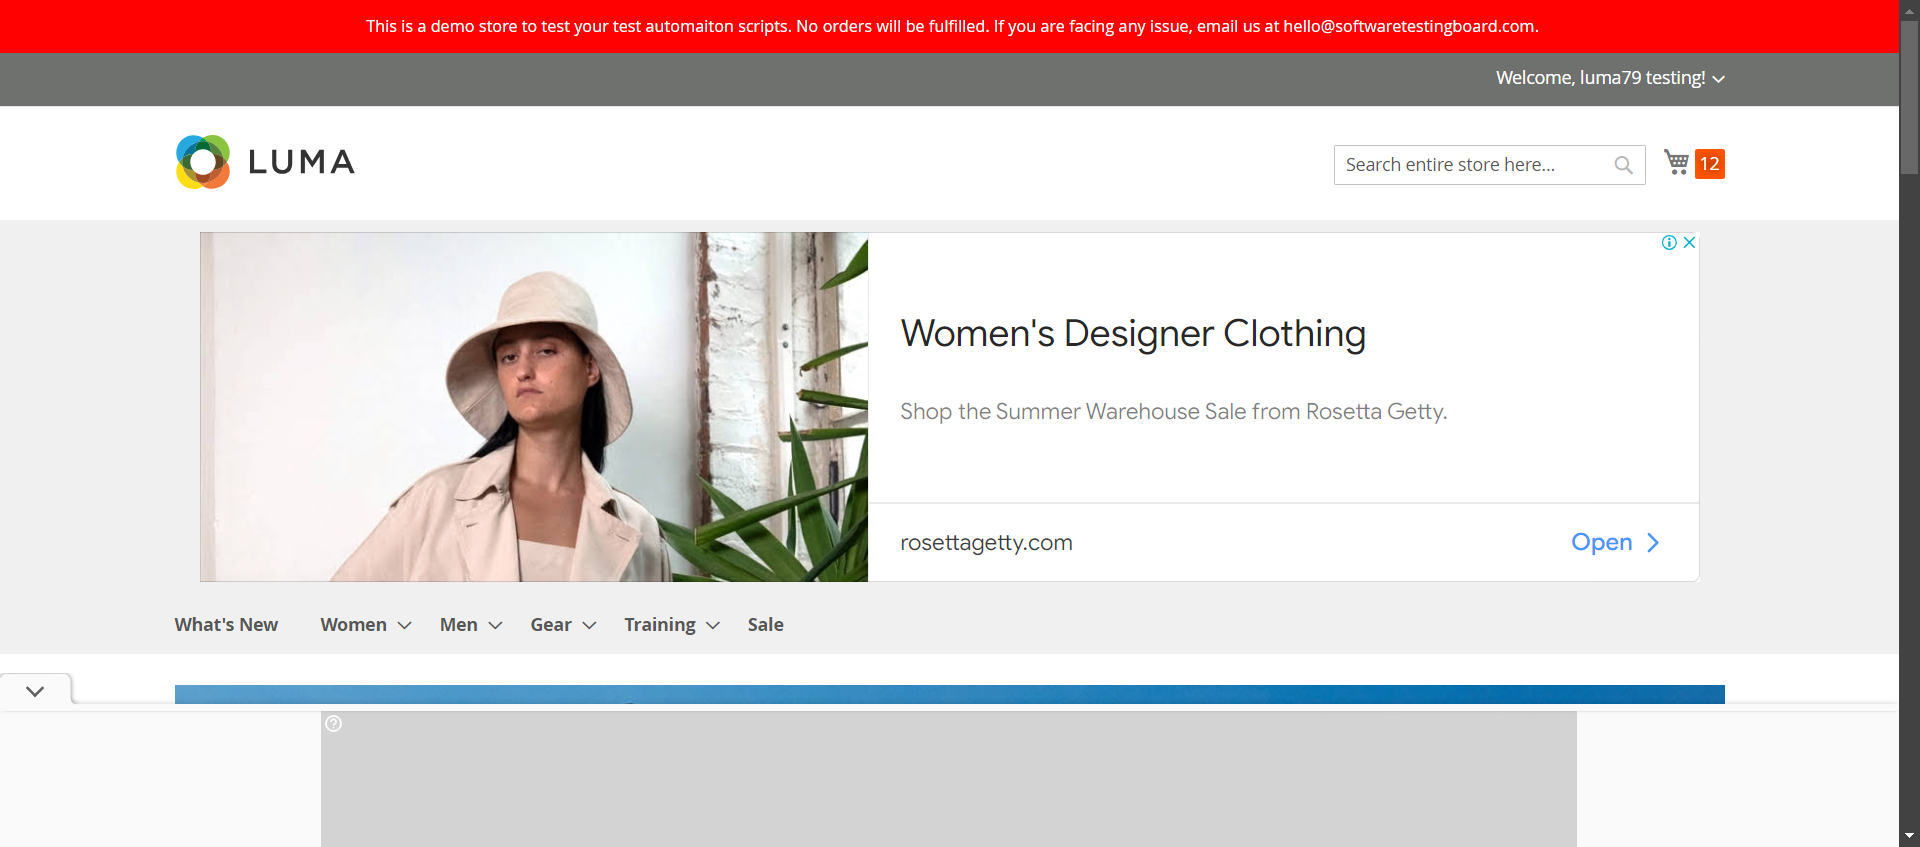 This is a demo store to test your test automaiton scripts. No orders will be fulfilled. If you are facing any issue, email us at hello@softwaretestingboard.com.
Welcome, luma79 testing!
LUMA
Search entire store here...
12
Women's Designer Clothing
Shop the Summer Warehouse Sale from Rosetta Getty.
rosettagetty.com
Open
What's New
Women
Men
Gear
Training
Sale